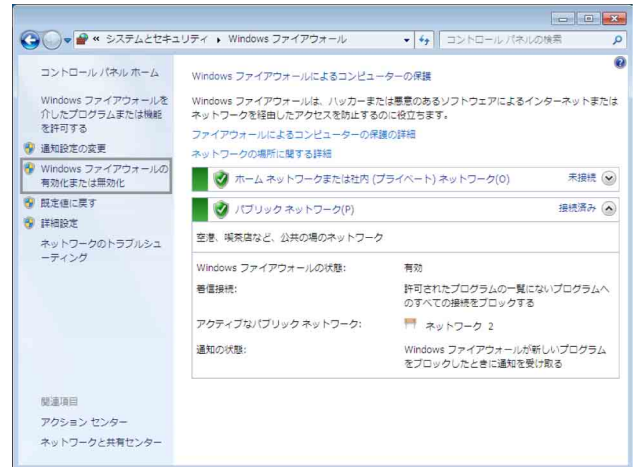 « システムとセキュリティ ▸ Windows ファイアウォール
コントロール パネルの検索
コントロール パネル ホーム
Windows ファイアウォールを
介したプログラムまたは機能
を許可する
通知設定の変更
Windows ファイアウォールの
有効化または無効化
既定値に戻す
詳細設定
ネットワークのトラブルシュ
ーティング
関連項目
アクション センター
ネットワークと共有センター
Windows ファイアウォールによるコンピューターの保護
Windows ファイアウォールは、ハッカーまたは悪意のあるソフトウェアによるインターネットまたは
ネットワークを経由したアクセスを防止するのに役立ちます。
ファイアウォールによるコンピューターの保護の詳細
ネットワークの場所に関する詳細
ホーム ネットワークまたは社内 (プライベート) ネットワーク(O) 未接続
パブリック ネットワーク(P) 接続済み
空港、喫茶店など、公共の場のネットワーク
Windows ファイアウォールの状態: 有効
着信接続: 許可されたプログラムの一覧にないプログラムへ
のすべての接続をブロックする
アクティブなパブリック ネットワーク: ネットワーク 2
通知の状態: Windows ファイアウォールが新しいプログラム
をブロックしたときに通知を受け取る